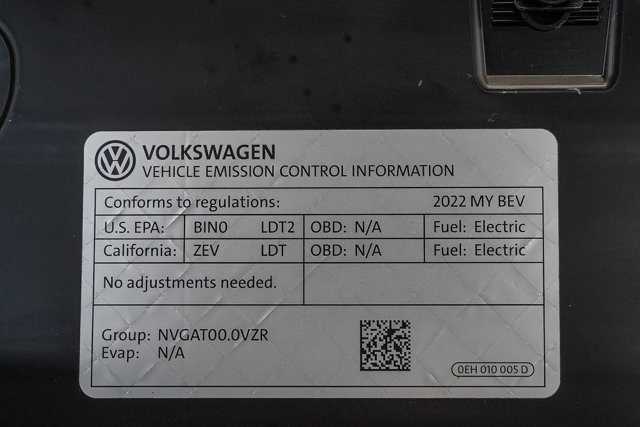 VOLKSWAGEN
VEHICLE EMISSION CONTROL INFORMATION
Conforms to regulations: 2022 MY BEV
U.S. EPA: BIN0 LDT2 OBD: N/A Fuel: Electric
California: ZEV LDT OBD: N/A Fuel: Electric
No adjustments needed.
Group: NVGAT00.0VZR
Evap: N/A
0EH 010 005 D